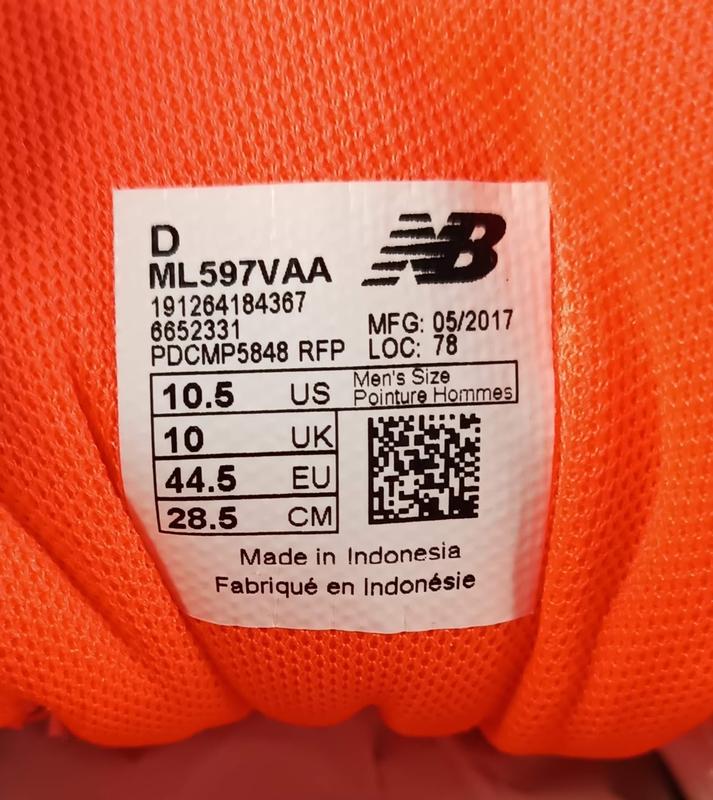 D
NB
ML597VAA
191264184367
6652331
MFG: 05/2017
PDCMP5848 RFP
LOC: 78
10.5 US
Men's Size
Pointure Hommes
10 UK
44.5 EU
28.5 CM
Made in Indonesia
Fabriqué en Indonésie